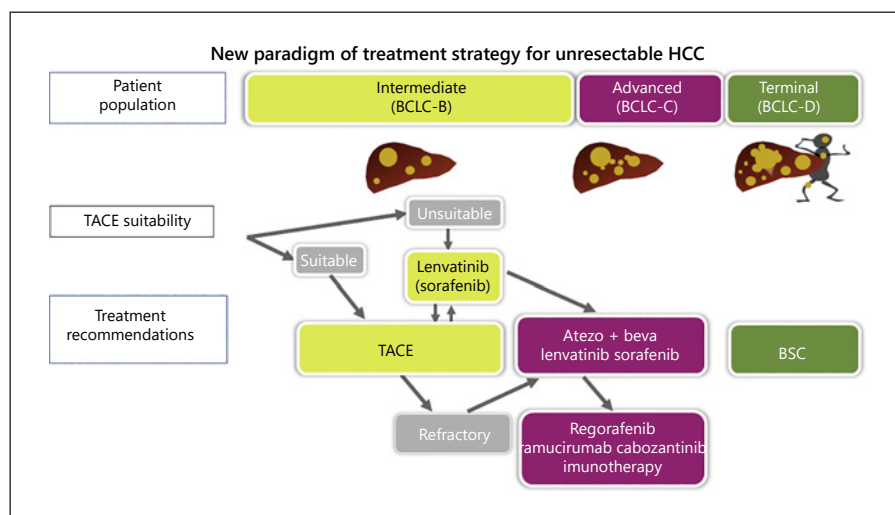 New paradigm of treatment strategy for unresectable HCC
Patient
population
Intermediate
(BCLC-B)
Advanced
(BCLC-C)
Terminal
(BCLC-D)
TACE suitability
Unsuitable
Suitable
Lenvatinib
(sorafenib)
Treatment
recommendations
TACE
Atezo + beva
lenvatinib sorafenib
BSC
Refractory
Regorafenib
ramucirumab cabozantinib
imunotherapy